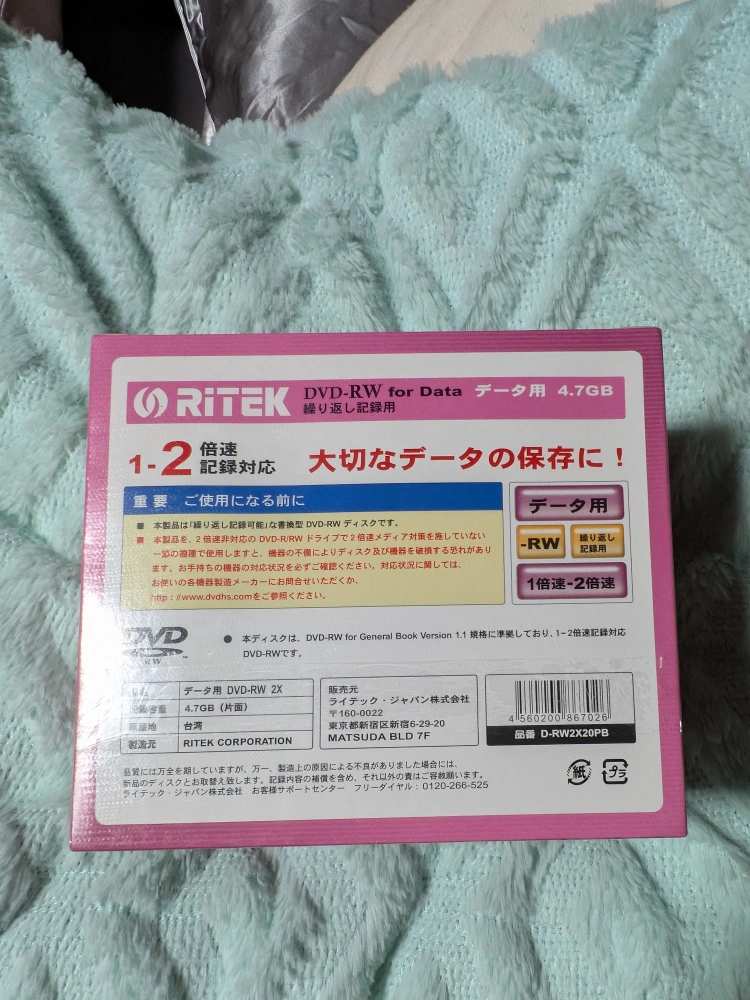 RiTEK DVD-RW for Data データ用 4.7GB
繰り返し記録用
1-2倍速記録対応 大切なデータの保存に！
重要 ご使用になる前に
■ 本製品は「繰り返し記録可能」な書換型 DVD-RW ディスクです。
■ 本製品を、2倍速非対応の DVD-R/RW ドライブで2倍速メディア対策を施していない
一部の機種で使用しますと、機器の不備によりディスク及び機器を破損する恐れがあり
ます。お手持ちの機器の対応状況を必ずご確認ください。対応状況に関しては、
お使いの各機器製造メーカーにお問合せいただくか、
http://www.dvdhs.comをご参照ください。
データ用
-RW 繰り返し記録用
1倍速-2倍速
DVD
RW
● 本ディスクは、DVD-RW for General Book Version 1.1 規格に準拠しており、1-2倍速記録対応
DVD-RWです。
データ用 DVD-RW 2X
4.7GB（片面）
台湾
製造元 RITEK CORPORATION
販売元
ライテック・ジャパン株式会社
〒160-0022
東京都新宿区新宿6-29-20
MATSUDA BLD 7F
4 560200 867026
品番 D-RW2X20PB
品質には万全を期していますが、万一、製造上の原因による不良がありました場合には、
新品のディスクとお取替え致します。記録内容の補償を含め、それ以外の責はご容赦願います。
ライテック・ジャパン株式会社 お客様サポートセンター フリーダイヤル：0120-266-525
紙 プラ